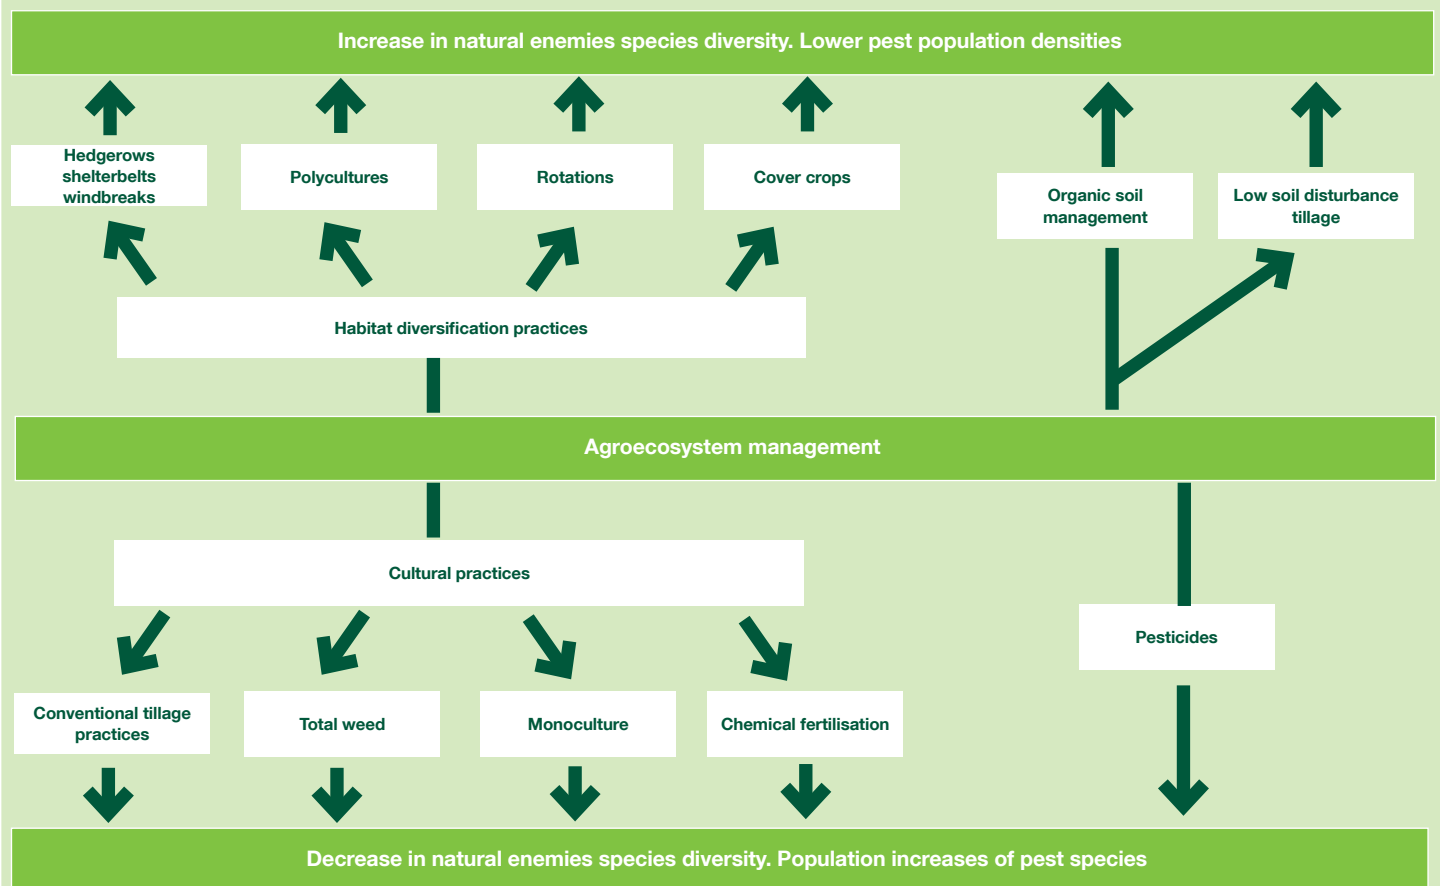 Increase in natural enemies species diversity. Lower pest population densities
Hedgerows
shelterbelts
windbreaks
Polycultures
Rotations
Cover crops
Organic soil
management
Low soil disturbance
tillage
Habitat diversification practices
Agroecosystem management
Cultural practices
Pesticides
Conventional tillage
practices
Total weed
Monoculture
Chemical fertilisation
Decrease in natural enemies species diversity. Population increases of pest species